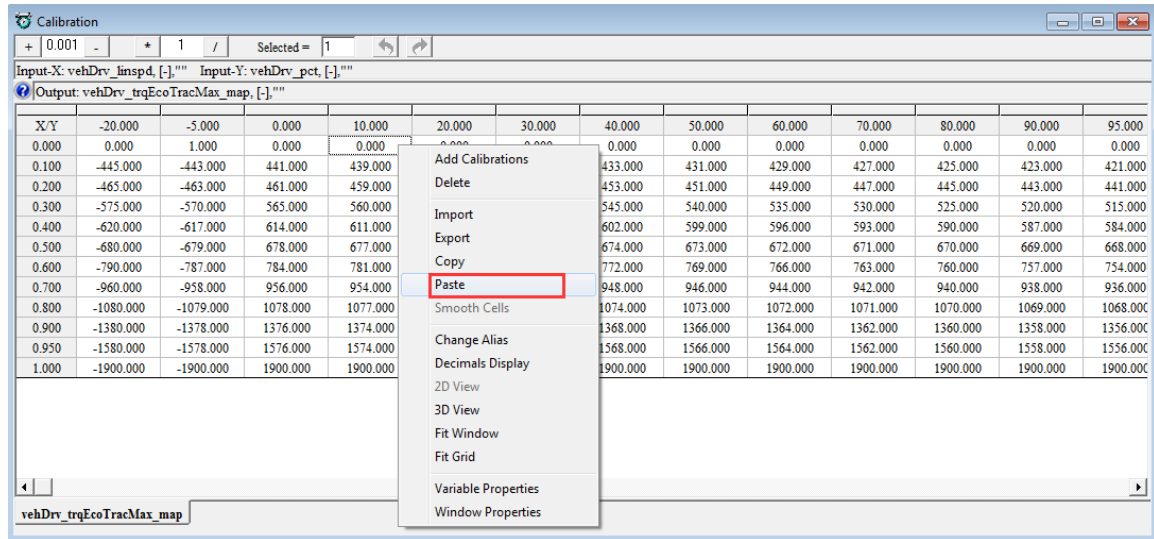 Calibration
+ 0.001 - * 1 / Selected = 1
Input-X: vehDrv_linspd, [-],"" Input-Y: vehDrv_pct, [-],""
Output: vehDrv_trqEcoTracMax_map, [-],""
X/Y -20.000 -5.000 0.000 10.000 20.000 30.000 40.000 50.000 60.000 70.000 80.000 90.000 95.000
0.000 0.000 1.000 0.000 0.000 0.000 0.000 0.000 0.000 0.000 0.000 0.000 0.000 0.000
0.100 -445.000 -443.000 441.000 439.000 433.000 431.000 429.000 427.000 425.000 423.000 421.000
0.200 -465.000 -463.000 461.000 459.000 453.000 451.000 449.000 447.000 445.000 443.000 441.000
0.300 -575.000 -570.000 565.000 560.000 545.000 540.000 535.000 530.000 525.000 520.000 515.000
0.400 -620.000 -617.000 614.000 611.000 602.000 599.000 596.000 593.000 590.000 587.000 584.000
0.500 -680.000 -679.000 678.000 677.000 674.000 673.000 672.000 671.000 670.000 669.000 668.000
0.600 -790.000 -787.000 784.000 781.000 772.000 769.000 766.000 763.000 760.000 757.000 754.000
0.700 -960.000 -958.000 956.000 954.000 948.000 946.000 944.000 942.000 940.000 938.000 936.000
0.800 -1080.000 -1079.000 1078.000 1077.000 1074.000 1073.000 1072.000 1071.000 1070.000 1069.000 1068.000
0.900 -1380.000 -1378.000 1376.000 1374.000 1368.000 1366.000 1364.000 1362.000 1360.000 1358.000 1356.000
0.950 -1580.000 -1578.000 1576.000 1574.000 1568.000 1566.000 1564.000 1562.000 1560.000 1558.000 1556.000
1.000 -1900.000 -1900.000 1900.000 1900.000 1900.000 1900.000 1900.000 1900.000 1900.000 1900.000 1900.000
Add Calibrations
Delete
Import
Export
Copy
Paste
Smooth Cells
Change Alias
Decimals Display
2D View
3D View
Fit Window
Fit Grid
Variable Properties
Window Properties
vehDrv_trqEcoTracMax_map